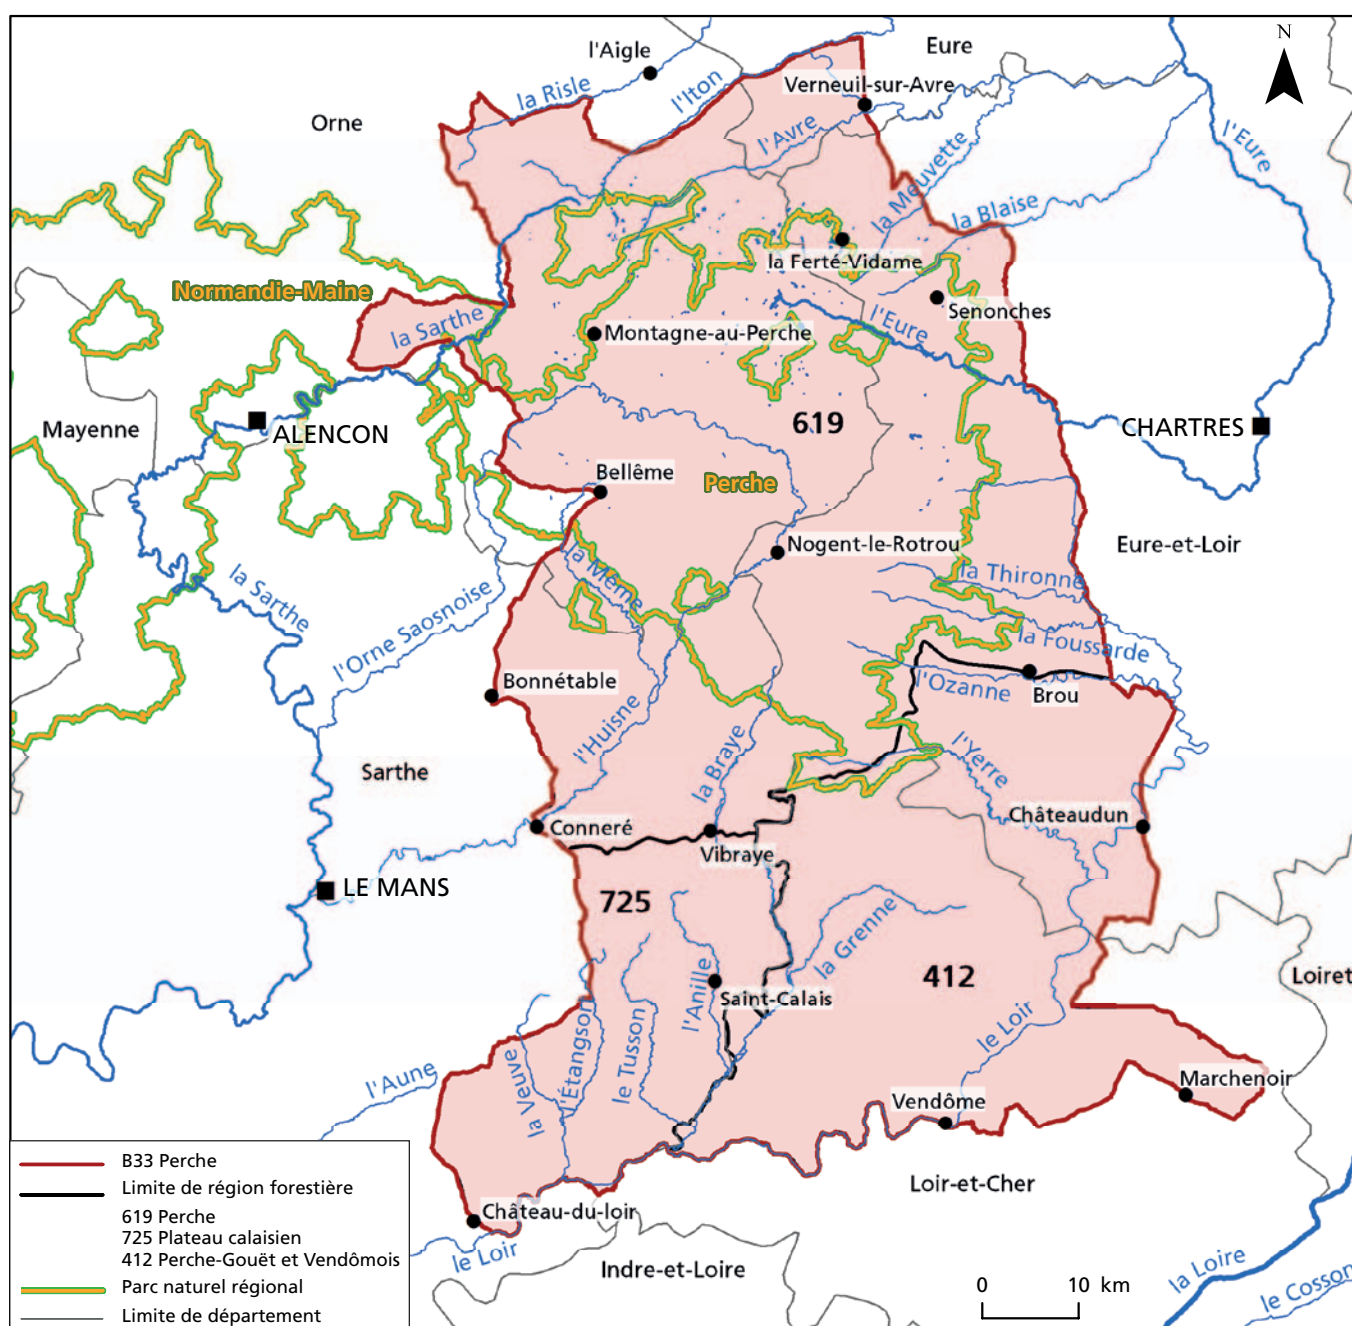 N
Eure
l'Aigle
Verneuil-sur-Avre
la Risle
l'Iton
Orne
l'Avre
l'Eure
la Meuvette
la Blaise
la Ferté-Vidame
Normandie-Maine
Senonches
la Sarthe
Montagne-au-Perche
l'Eure
619
Mayenne
ALENCON
CHARTRES
Bellême
Perche
Nogent-le-Rotrou
Eure-et-Loir
la Même
la Thironne
la Sarthe
l'Orne Saosnoise
la Foussarde
Bonnétable
l'Ozanne
Brou
l'Huisne
la Braye
l'Yerre
Sarthe
Châteaudun
Conneré
Vibraye
LE MANS
725
la Grenne
412
Loiret
l'Anille
Saint-Calais
le Loir
l'Étangson
le Tusson
la Veuve
l'Aune
Marchenoir
Vendôme
Loir-et-Cher
Château-du-loir
le Loir
Indre-et-Loire
la Loire
le Cosson
0 10 km
B33 Perche
Limite de région forestière
619 Perche
725 Plateau calaisien
412 Perche-Gouët et Vendômois
Parc naturel régional
Limite de département